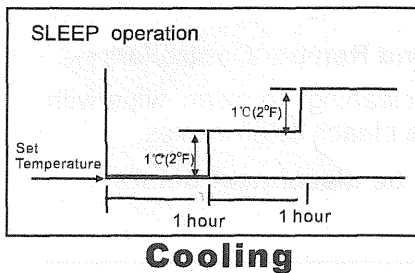 SLEEP operation
1℃(2°F)
1℃(2°F)
Set
Temperature
1 hour
1 hour
Cooling